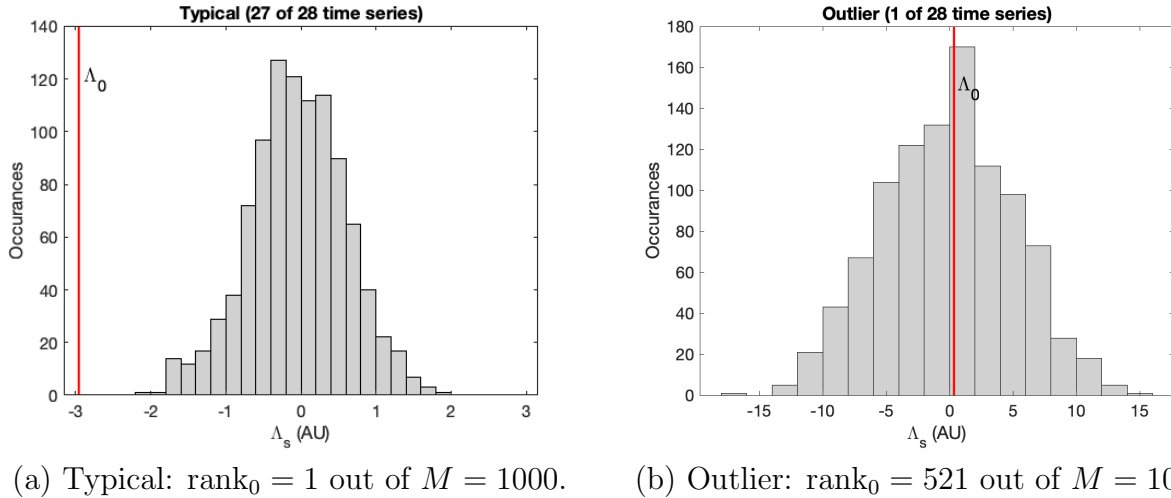 Typical (27 of 28 time series)
140
120
100
80
60
40
20
0
Occurances
Λ0
-3 -2 -1 0 1 2 3
Λs (AU)
(a) Typical: rank0 = 1 out of M = 1000.
Outlier (1 of 28 time series)
180
160
140
120
100
80
60
40
20
0
Occurances
Λ0
-15 -10 -5 0 5 10 15
Λs (AU)
(b) Outlier: rank0 = 521 out of M = 10